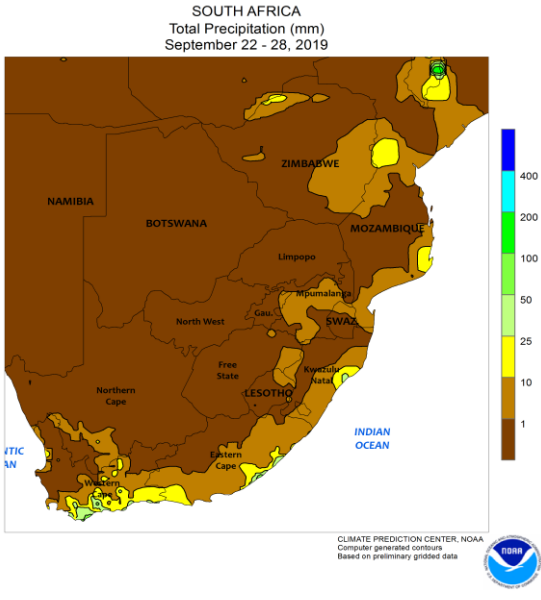 SOUTH AFRICA
Total Precipitation (mm)
September 22 - 28, 2019
ZIMBABWE
NAMIBIA
BOTSWANA
MOZAMBIQUE
Limpopo
Mpumalanga
Gau.
North West
SWAZ.
Free
State
Kwazulu
Natal
LESOTHO
Northern
Cape
INDIAN
OCEAN
NTIC
AN
Eastern
Cape
Western
Cape
400
200
100
50
25
10
1
CLIMATE PREDICTION CENTER, NOAA
Computer generated contours
Based on preliminary gridded data
NOAA